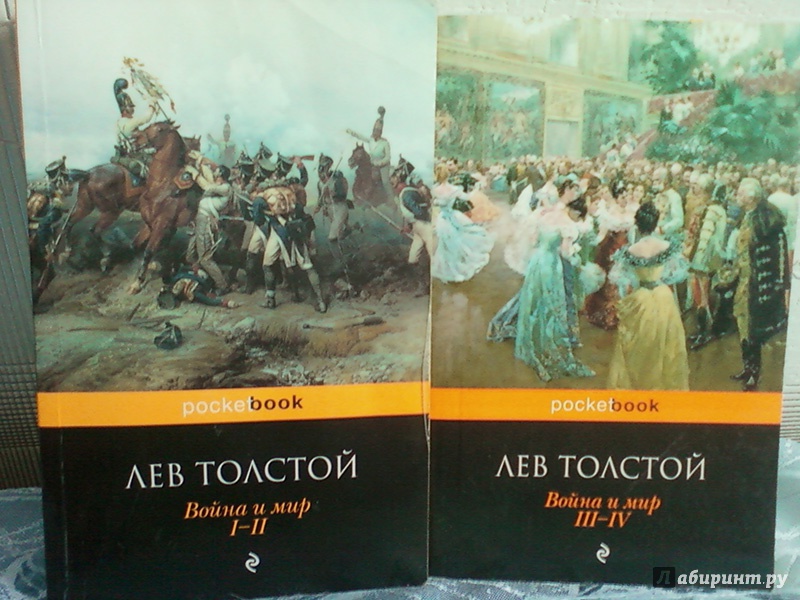 pocketbook
ЛЕВ ТОЛСТОЙ
Война и мир
I–II
pocketbook
ЛЕВ ТОЛСТОЙ
Война и мир
III–IV
Лабиринт.ру